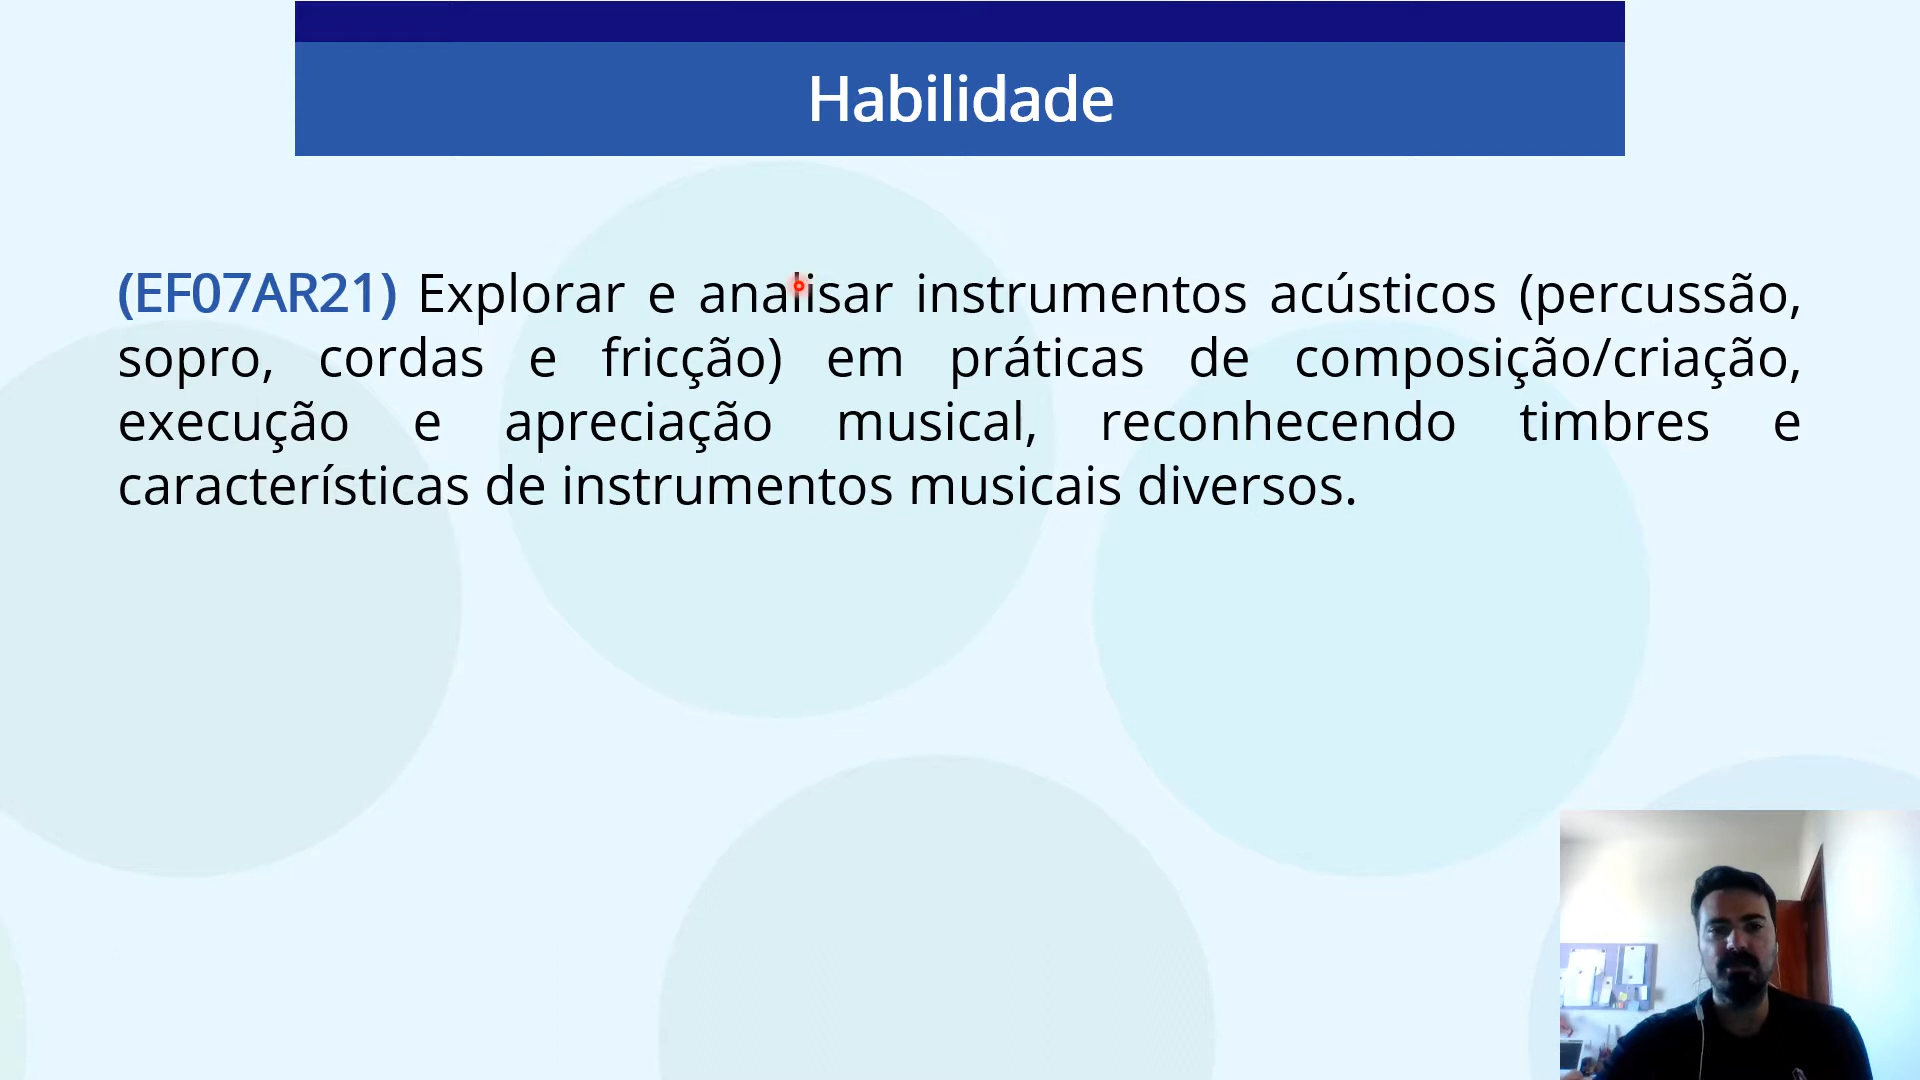 Habilidade
(EF07AR21) Explorar e analisar instrumentos acústicos (percussão,
sopro, cordas e fricção) em práticas de composição/criação,
execução e apreciação musical, reconhecendo timbres e
características de instrumentos musicais diversos.